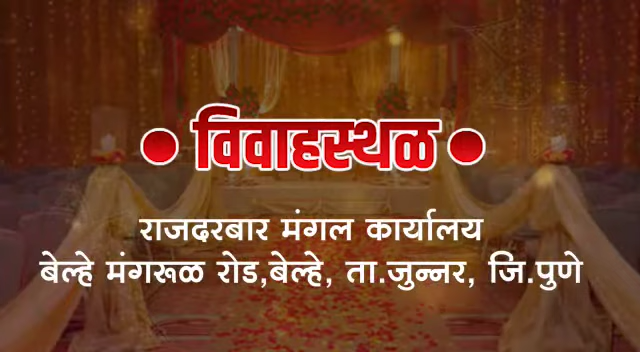 • विवाहस्थळ •
राजदरबार मंगल कार्यालय
बेल्हे मंगरूळ रोड,बेल्हे, ता.जुन्नर, जि.पुणे